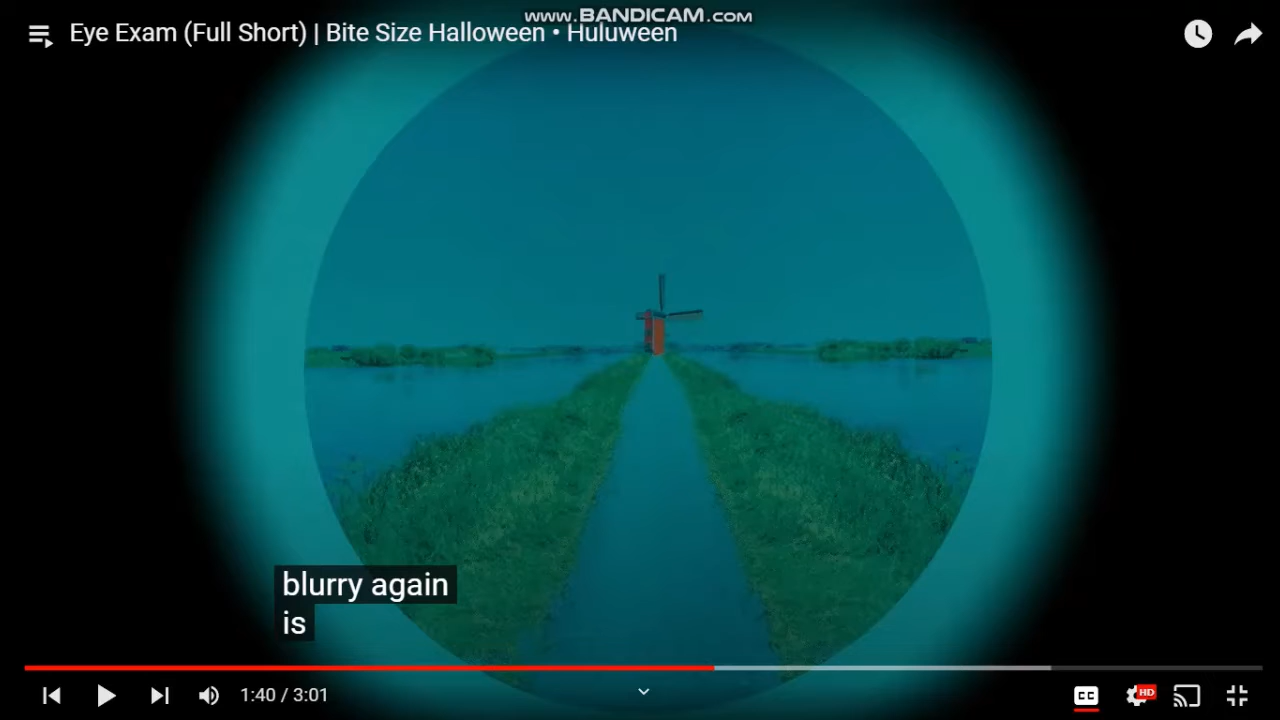 www.BANDICAM.com
Eye Exam (Full Short) | Bite Size Halloween • Huluween
blurry again
is
1:40 / 3:01
CC
HD